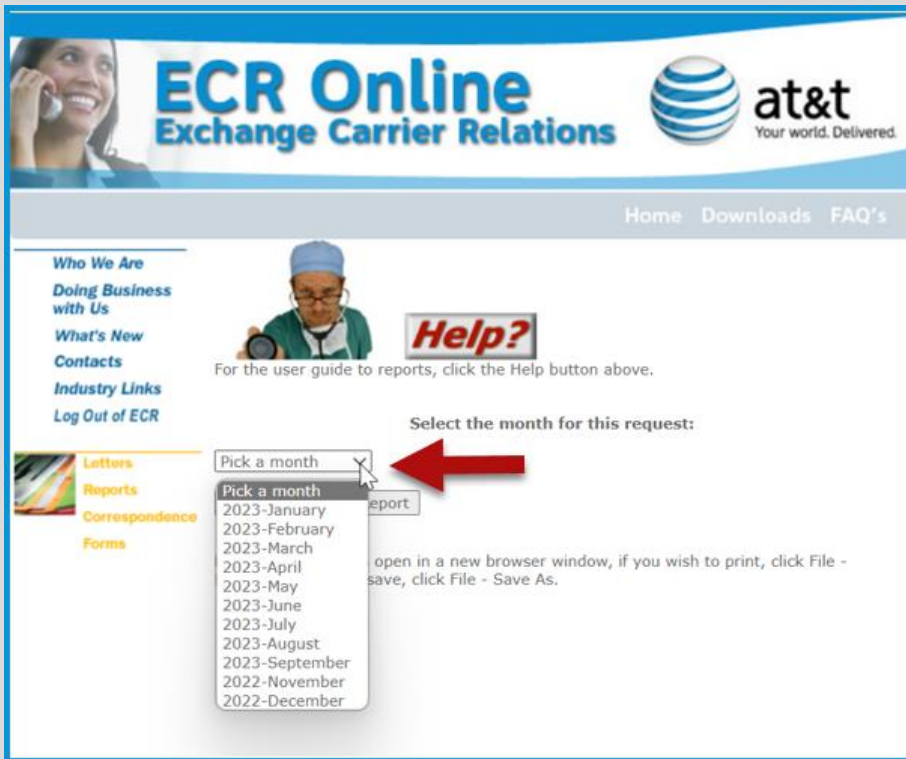 ECR Online
Exchange Carrier Relations
at&t
Your world. Delivered.
Home Downloads FAQ's
Who We Are
Doing Business
with Us
What's New
Contacts
Industry Links
Log Out of ECR
Help?
For the user guide to reports, click the Help button above.
Select the month for this request:
Letters
Reports
Correspondence
Forms
Pick a month
Pick a month
2023-January
2023-February
2023-March
2023-April
2023-May
2023-June
2023-July
2023-August
2023-September
2022-November
2022-December
open in a new browser window, if you wish to print, click File -
save, click File - Save As.